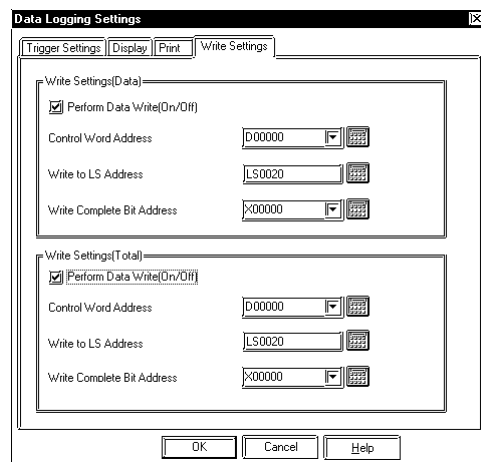 Data Logging Settings
Trigger Settings Display Print Write Settings
Write Settings(Data)
Perform Data Write(On/Off)
Control Word Address D00000
Write to LS Address LS0020
Write Complete Bit Address X00000
Write Settings(Total)
Perform Data Write(On/Off)
Control Word Address D00000
Write to LS Address LS0020
Write Complete Bit Address X00000
OK Cancel Help